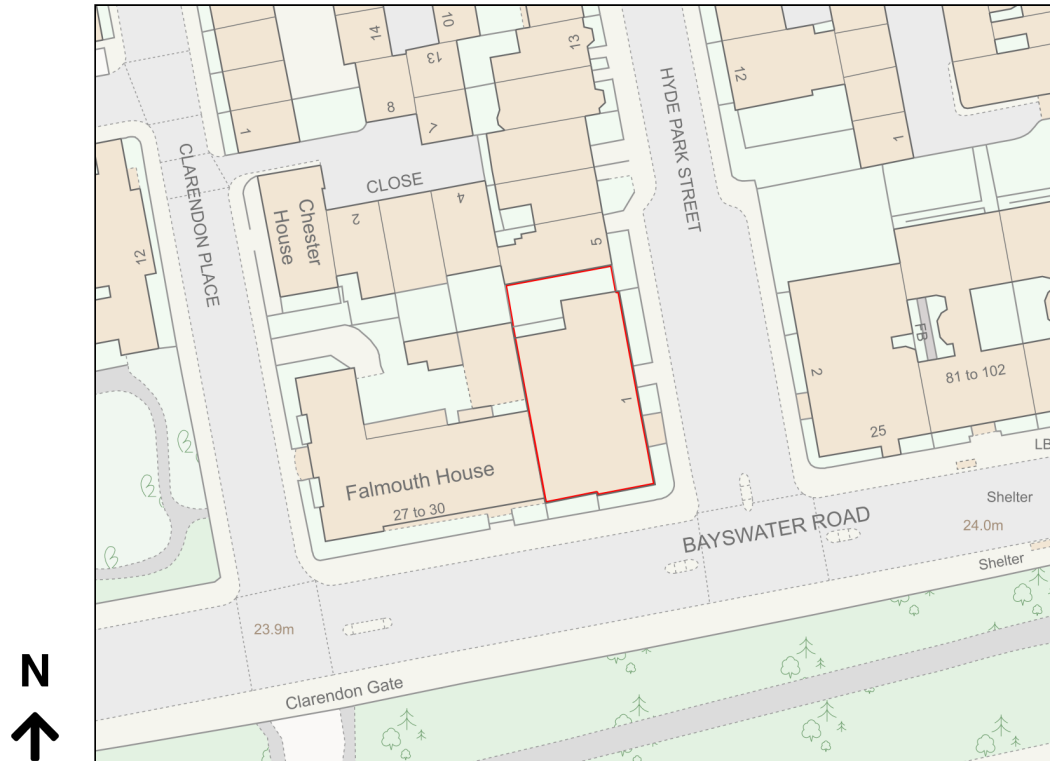 10
14
13
13
8
7
1
12
1
HYDE PARK STREET
CLARENDON PLACE
CLOSE
Chester
House
2
4
5
12
FB
2
81 to 102
1
25
LB
Falmouth House
27 to 30
Shelter
BAYSWATER ROAD
24.0m
Shelter
23.9m
N
Clarendon Gate